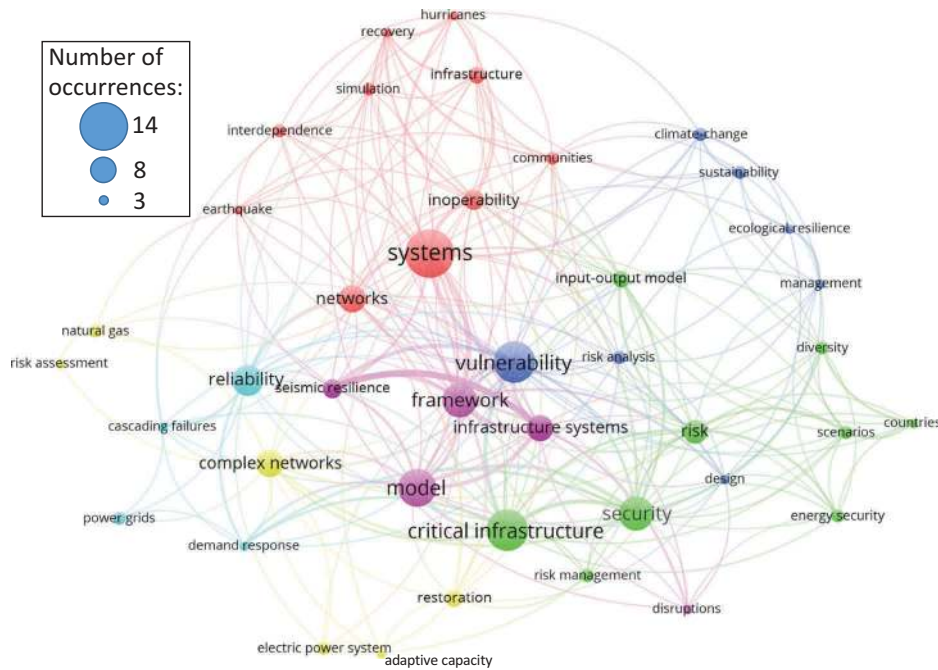 hurricanes
recovery
Number of
occurrences:
14
8
3
infrastructure
simulation
interdependence
climate-change
communities
sustainability
inoperability
earthquake
ecological resilience
systems
input-output model
management
networks
natural gas
diversity
risk assessment
vulnerability
risk analysis
reliability
seismic resilience
framework
infrastructure systems
countries
cascading failures
risk
scenarios
complex networks
design
model
power grids
critical infrastructure
security
energy security
demand response
risk management
restoration
disruptions
electric power system
adaptive capacity